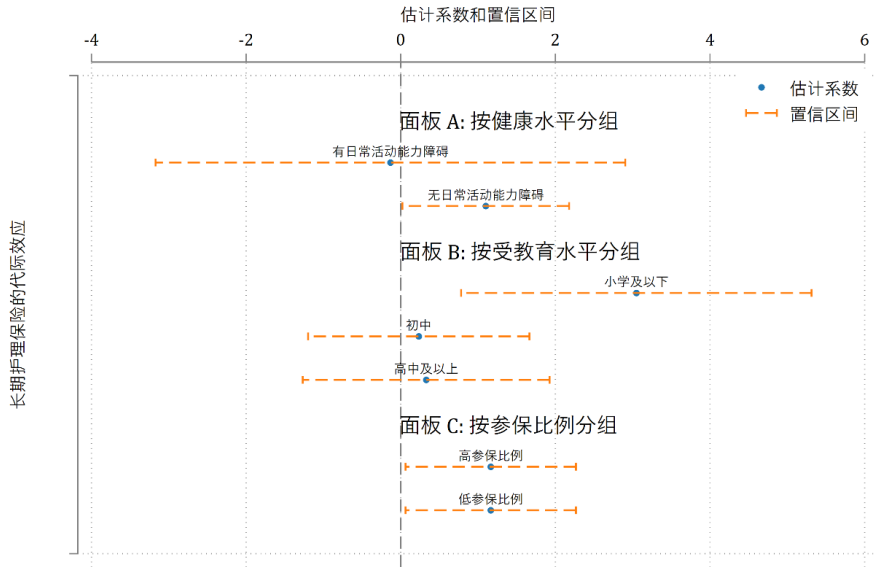 估计系数和置信区间
-4 -2 0 2 4 6
估计系数
置信区间
面板 A: 按健康水平分组
有日常活动能力障碍
无日常活动能力障碍
面板 B: 按受教育水平分组
小学及以下
初中
高中及以上
面板 C: 按参保比例分组
高参保比例
低参保比例
长期护理保险的代际效应